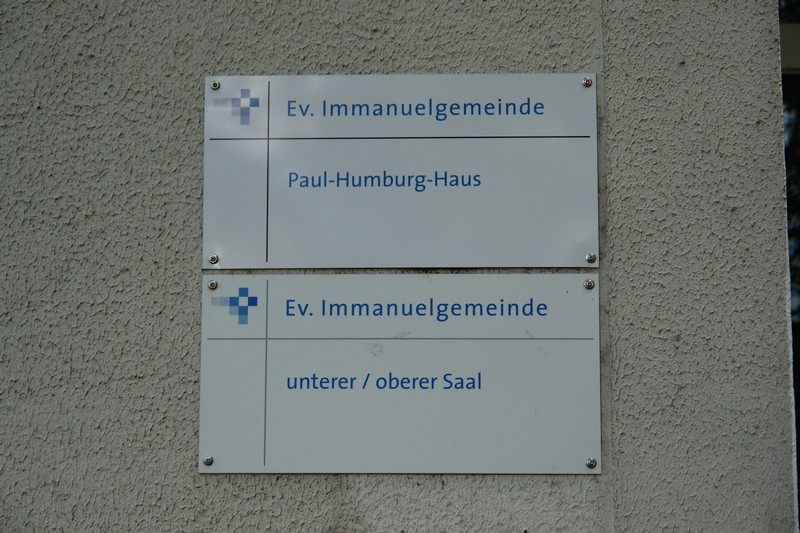 Ev. Immanuelgemeinde
Paul-Humburg-Haus
Ev. Immanuelgemeinde
unterer / oberer Saal